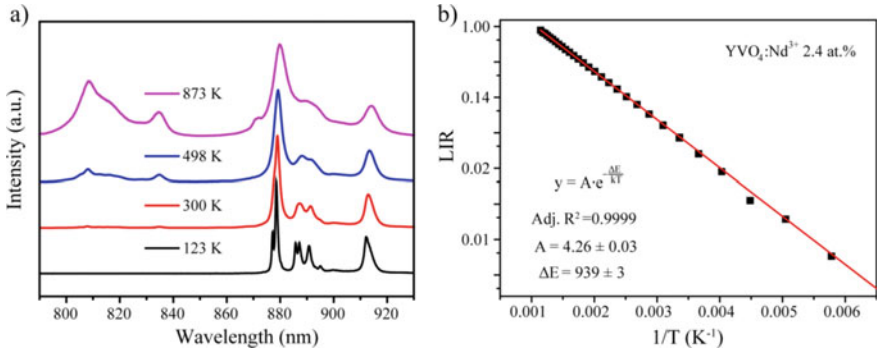 a)
Intensity (a.u.)
873 K
498 K
300 K
123 K
800 820 840 860 880 900 920
Wavelength (nm)
b)
LIR
1.00
0.14
0.02
0.01
YVO₄:Nd³⁺ 2.4 at.%
y = A·e^{-ΔE/kT}
Adj. R²=0.9999
A = 4.26 ± 0.03
ΔE = 939 ± 3
0.001 0.002 0.003 0.004 0.005 0.006
1/T (K⁻¹)